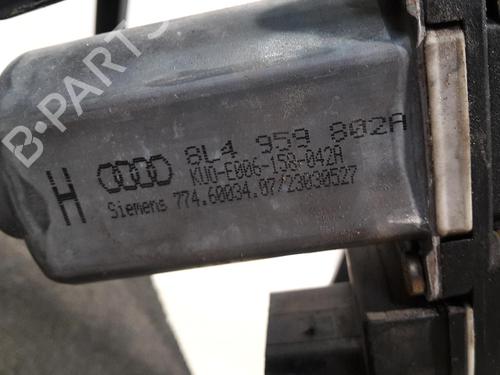 B-PARTS
H 8L4 959 802A
KUO-E006-158-042A
Siemens 774.60034.07/23030527